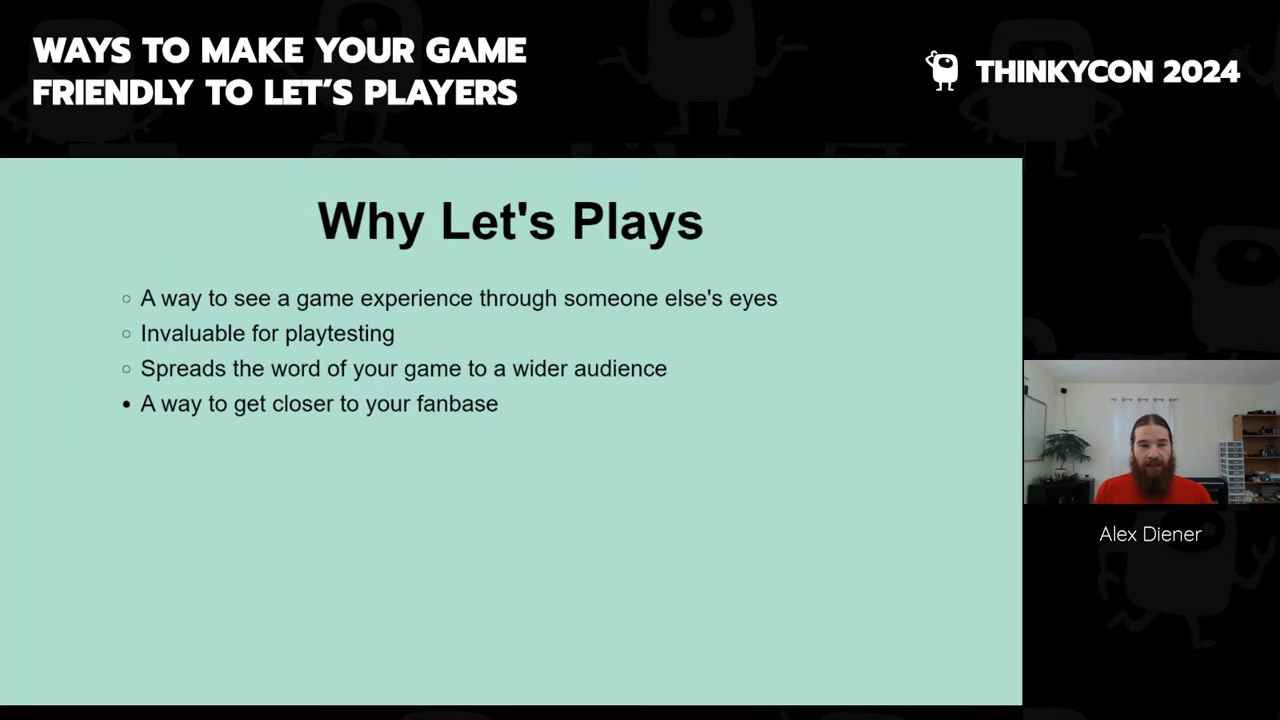 WAYS TO MAKE YOUR GAME
FRIENDLY TO LET'S PLAYERS
THINKYCON 2024
Why Let's Plays
A way to see a game experience through someone else's eyes
Invaluable for playtesting
Spreads the word of your game to a wider audience
A way to get closer to your fanbase
Alex Diener